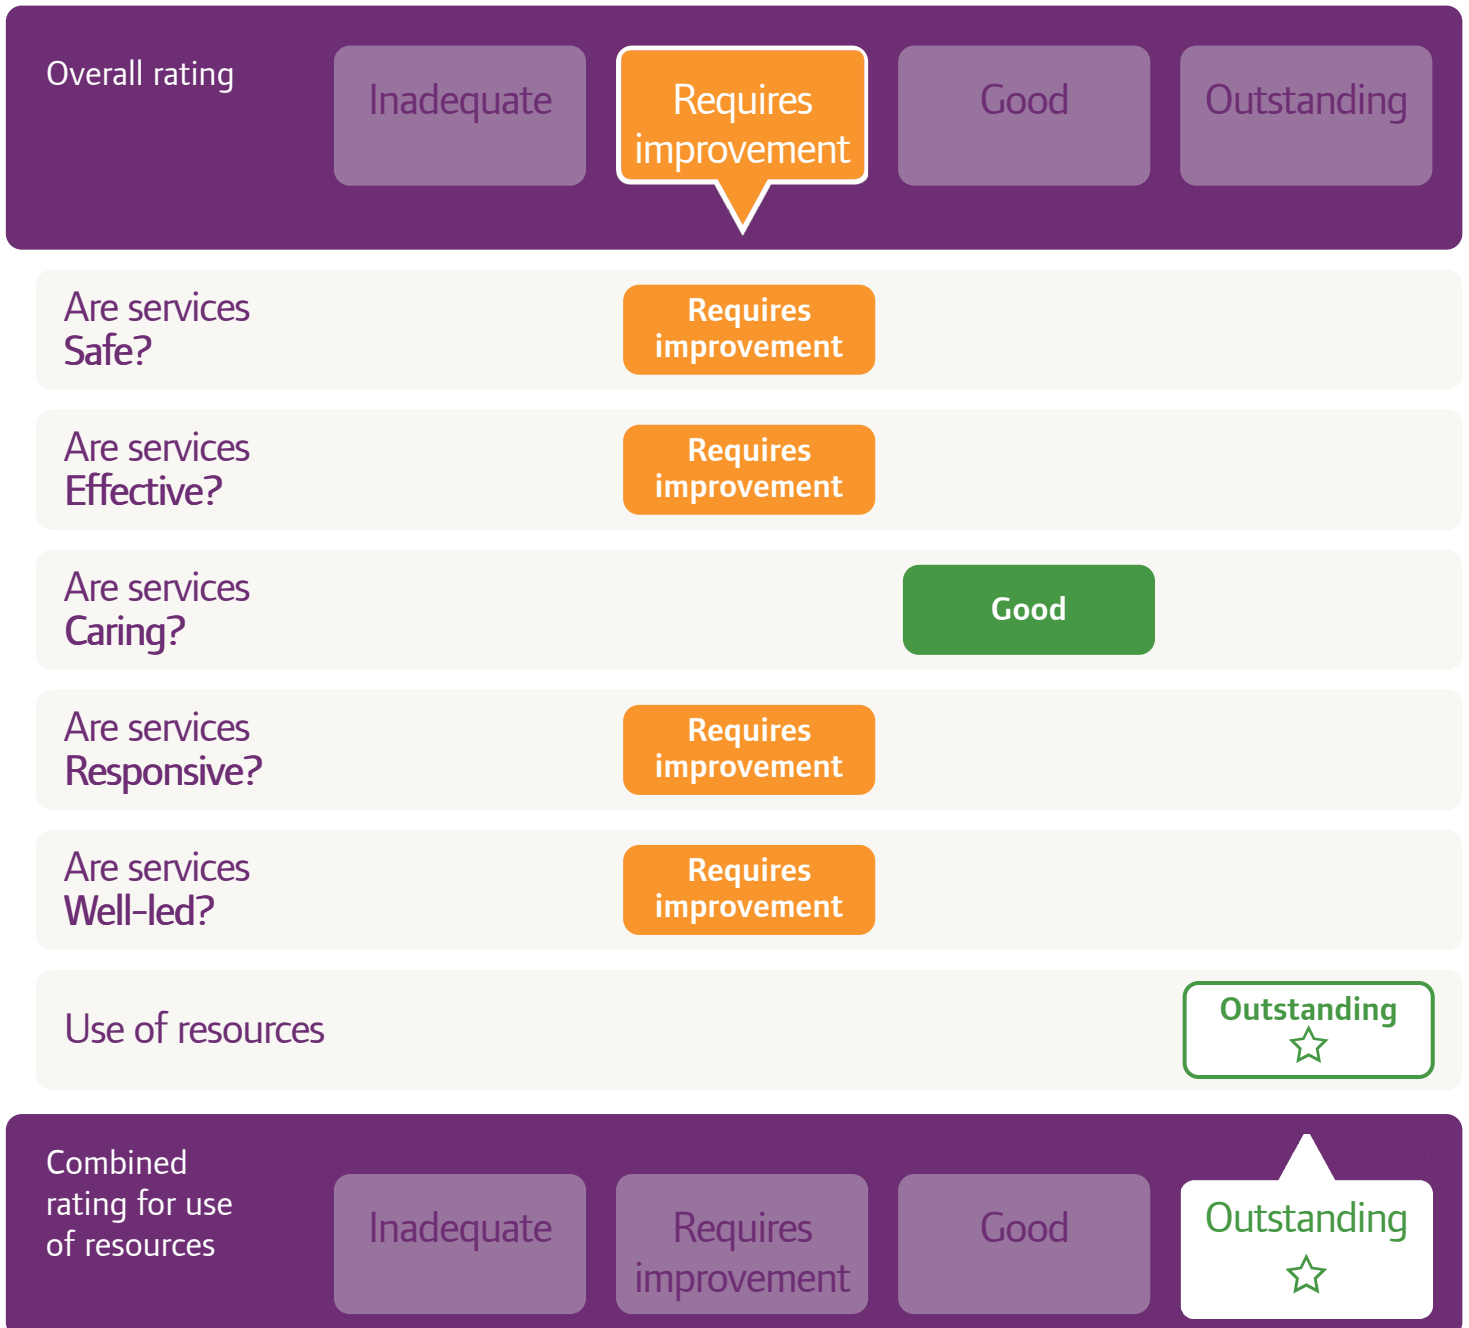 Overall rating
Inadequate
Requires
improvement
Good
Outstanding
Are services
Safe?
Requires
improvement
Are services
Effective?
Requires
improvement
Are services
Caring?
Good
Are services
Responsive?
Requires
improvement
Are services
Well-led?
Requires
improvement
Use of resources
Outstanding
Combined
rating for use
of resources
Inadequate
Requires
improvement
Good
Outstanding